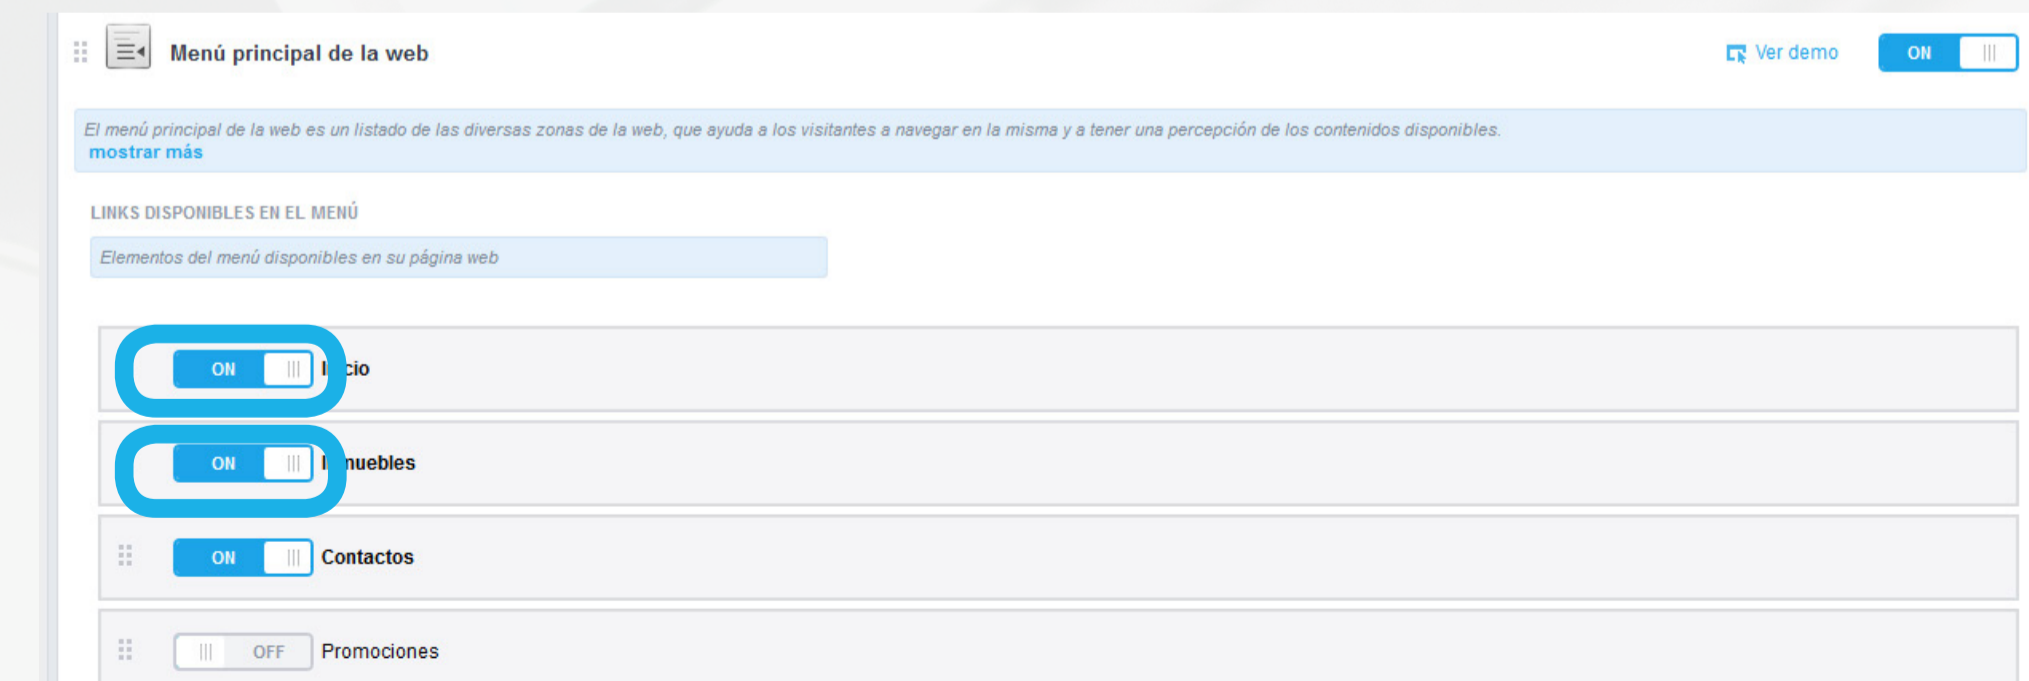 Menú principal de la web
Ver demo
ON
El menú principal de la web es un listado de las diversas zonas de la web, que ayuda a los visitantes a navegar en la misma y a tener una percepción de los contenidos disponibles.
mostrar más
LINKS DISPONIBLES EN EL MENÚ
Elementos del menú disponibles en su página web
ON
ON
ON Contactos
OFF Promociones